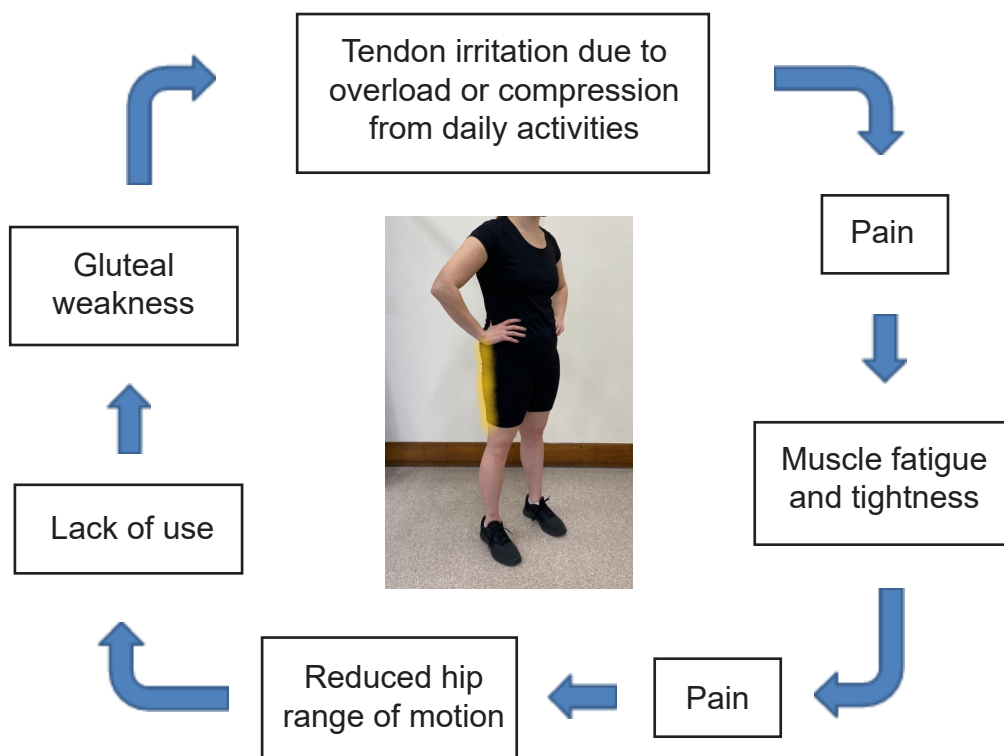 Tendon irritation due to
overload or compression
from daily activities
Pain
Muscle fatigue
and tightness
Pain
Reduced hip
range of motion
Lack of use
Gluteal
weakness